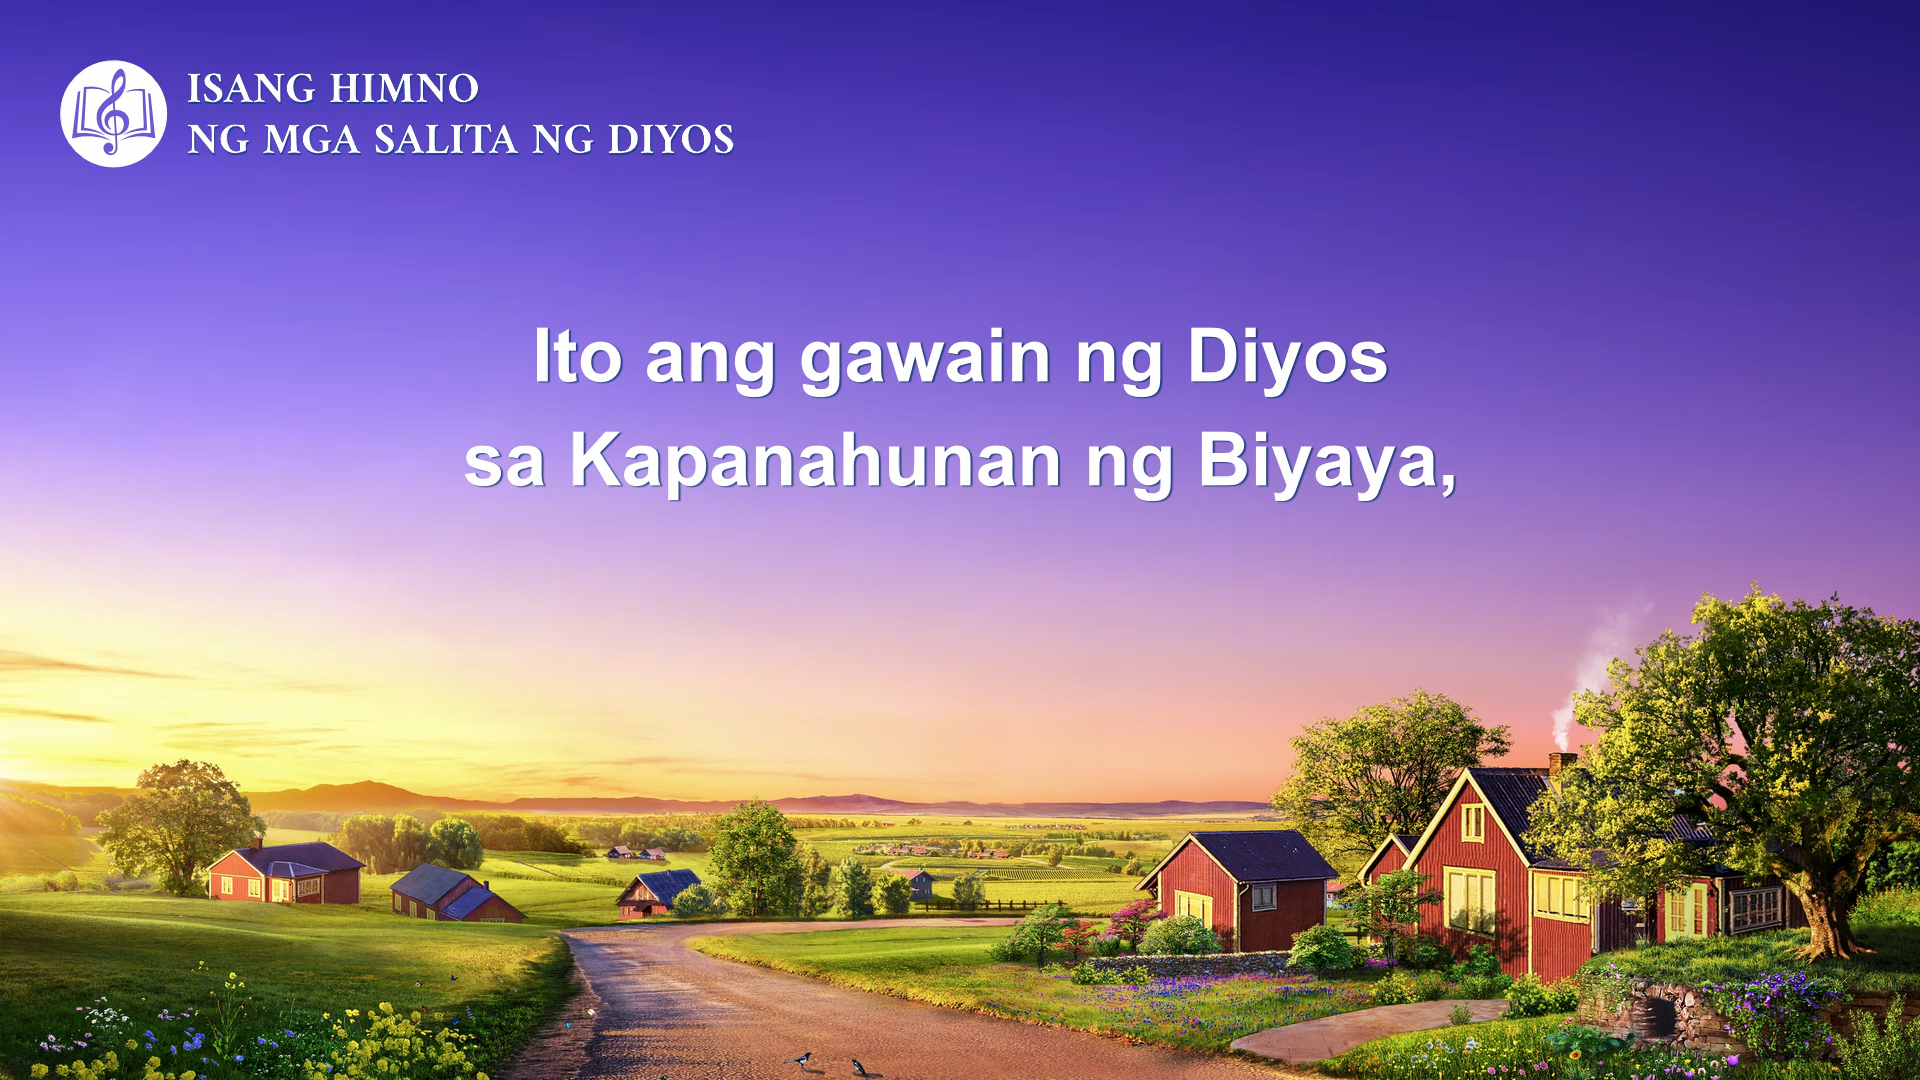 ISANG HIMNO
NG MGA SALITA NG DIYOS
Ito ang gawain ng Diyos
sa Kapanahunan ng Biyaya,